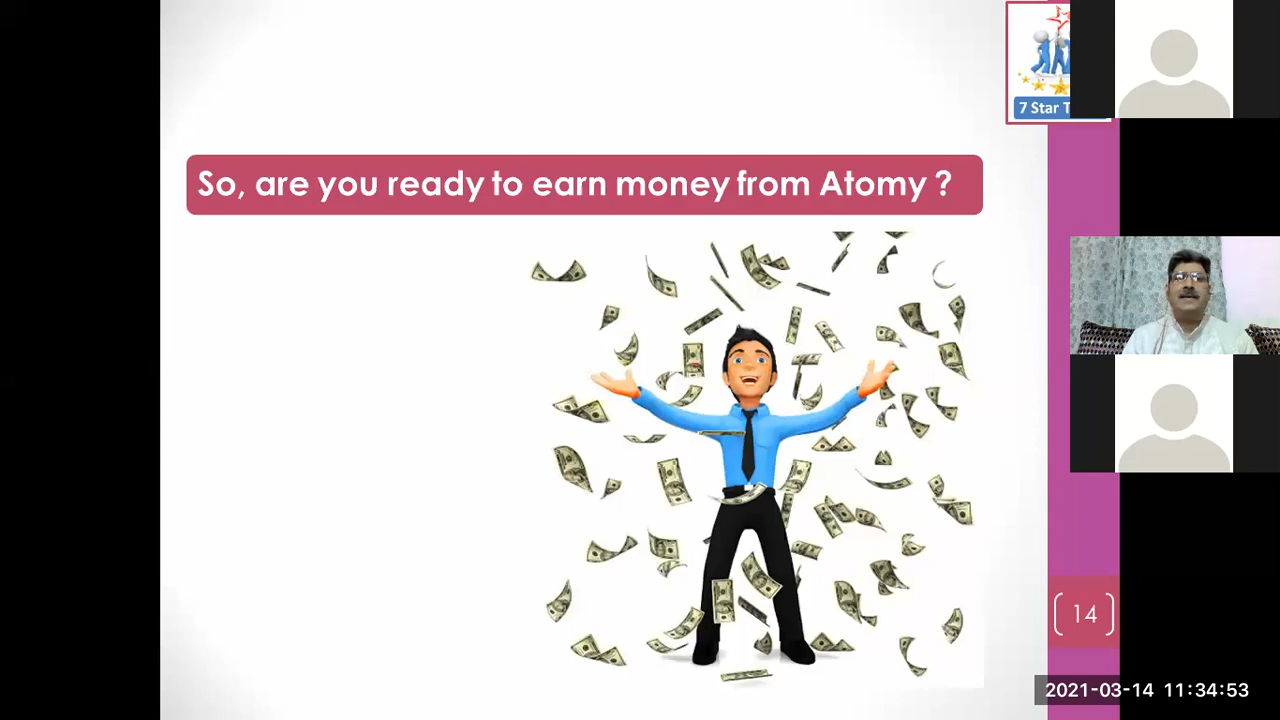 So, are you ready to earn money from Atomy ?
7 Star
14
2021-03-14 11:34:53